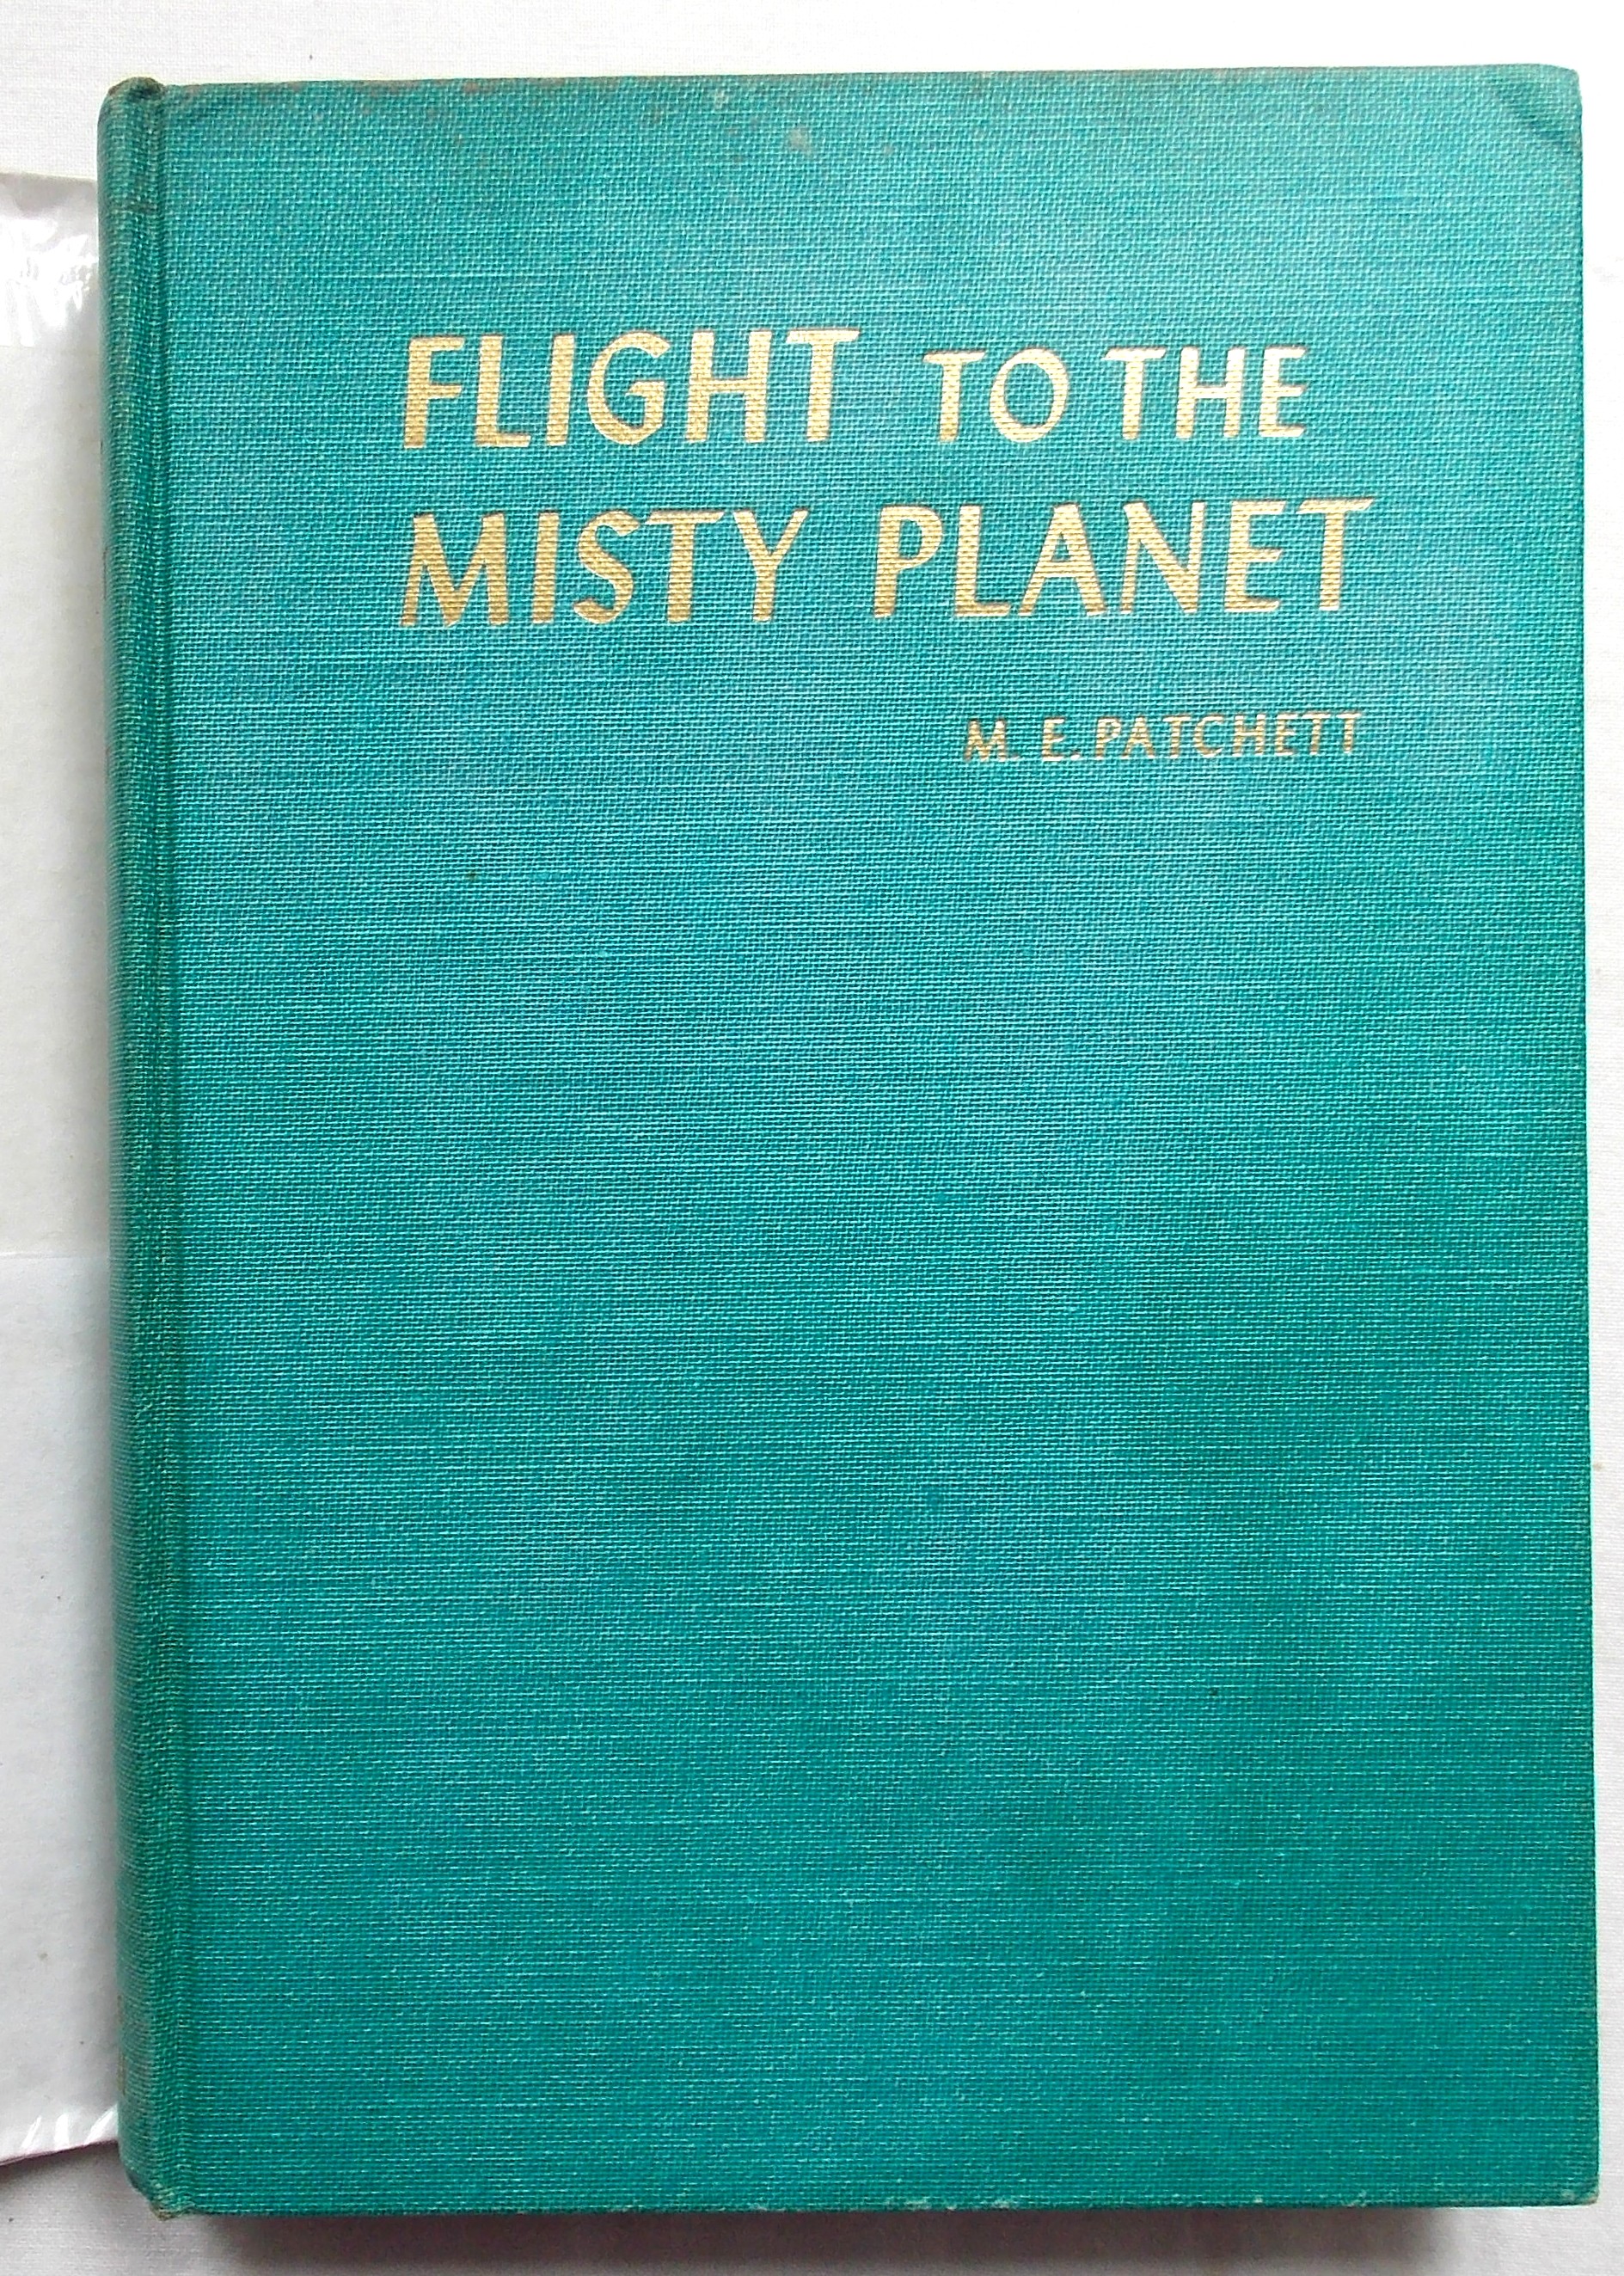 FLIGHT TO THE
MISTY PLANET
M. E. PATCHETT